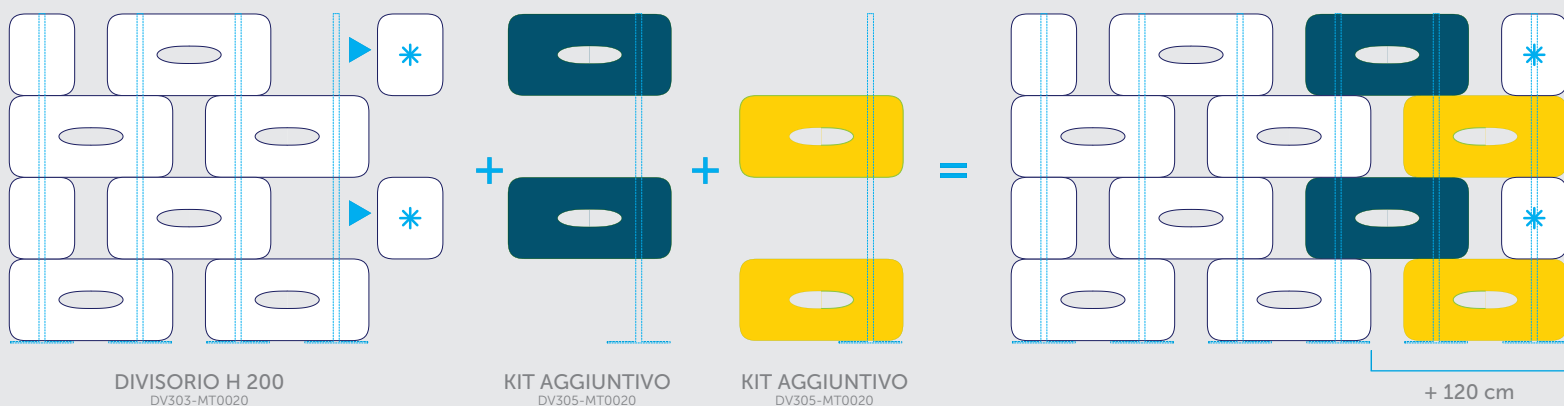 +
+
=
DIVISORIO H 200
DV303-MT0020
KIT AGGIUNTIVO
DV305-MT0020
KIT AGGIUNTIVO
DV305-MT0020
+ 120 cm